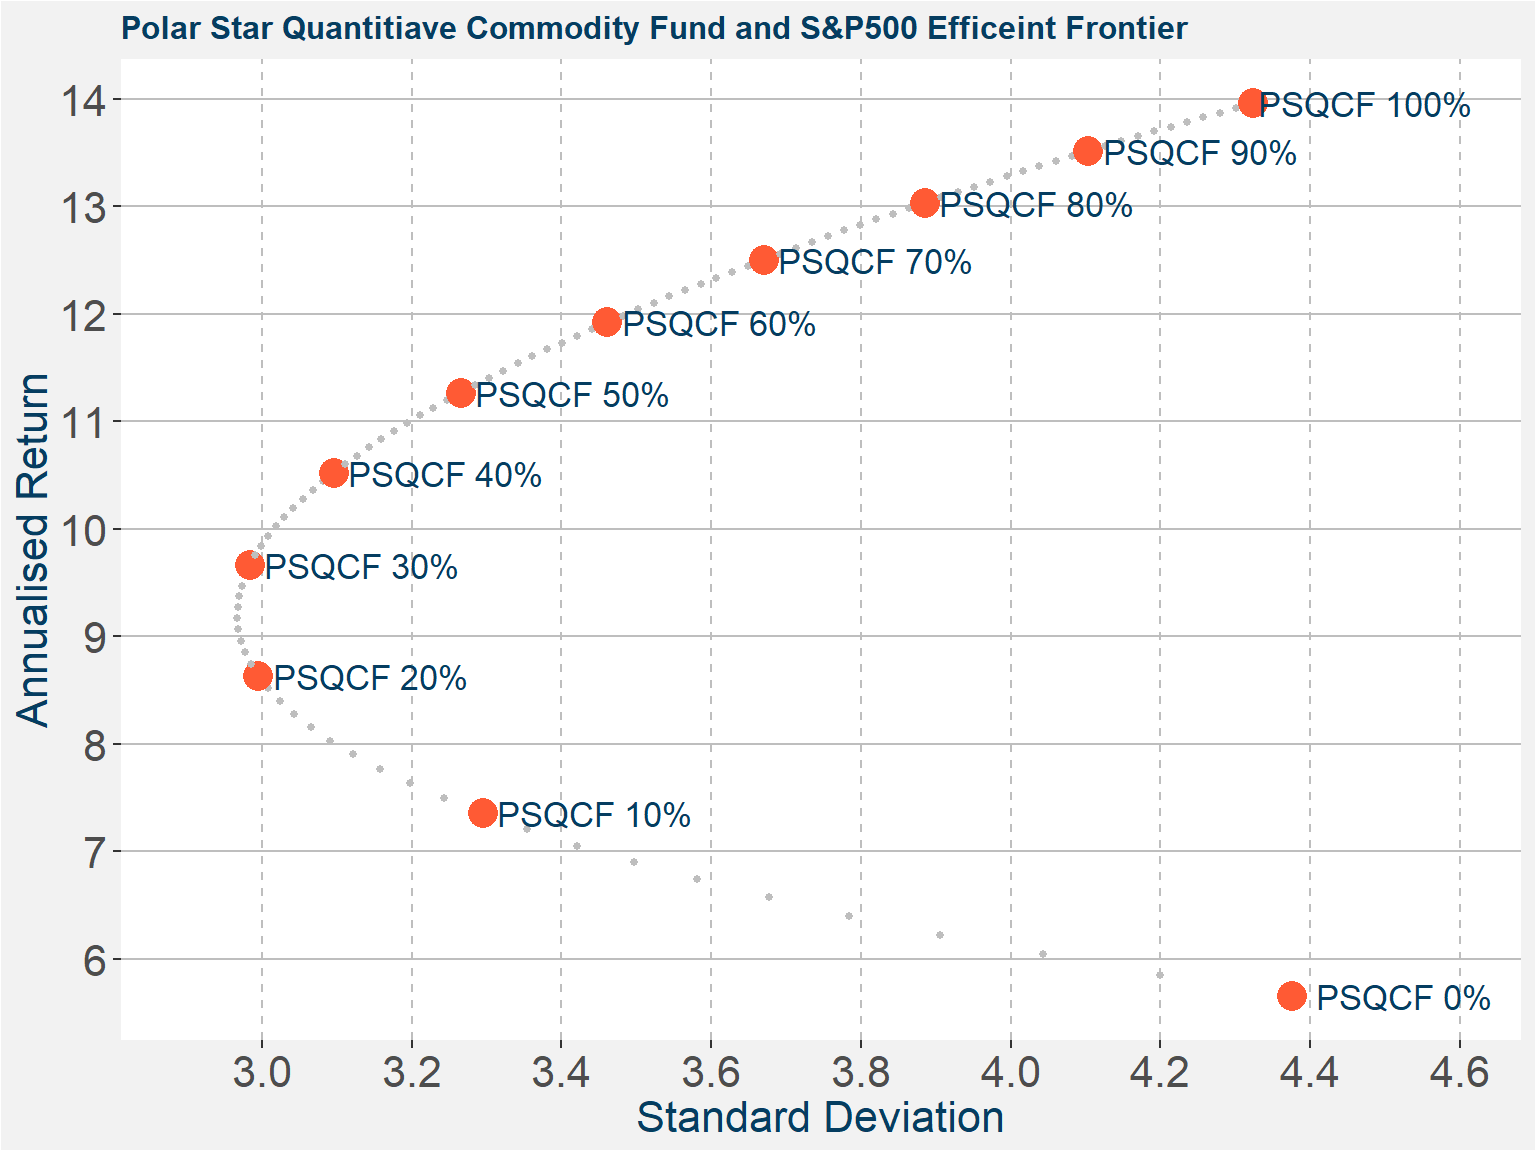 Polar Star Quantitiave Commodity Fund and S&P500 Efficeint Frontier
14
PSQCF 100%
PSQCF 90%
13
PSQCF 80%
PSQCF 70%
12
PSQCF 60%
11
PSQCF 50%
PSQCF 40%
10
PSQCF 30%
9
PSQCF 20%
8
PSQCF 10%
7
6
PSQCF 0%
Annualised Return
3.0 3.2 3.4 3.6 3.8 4.0 4.2 4.4 4.6
Standard Deviation